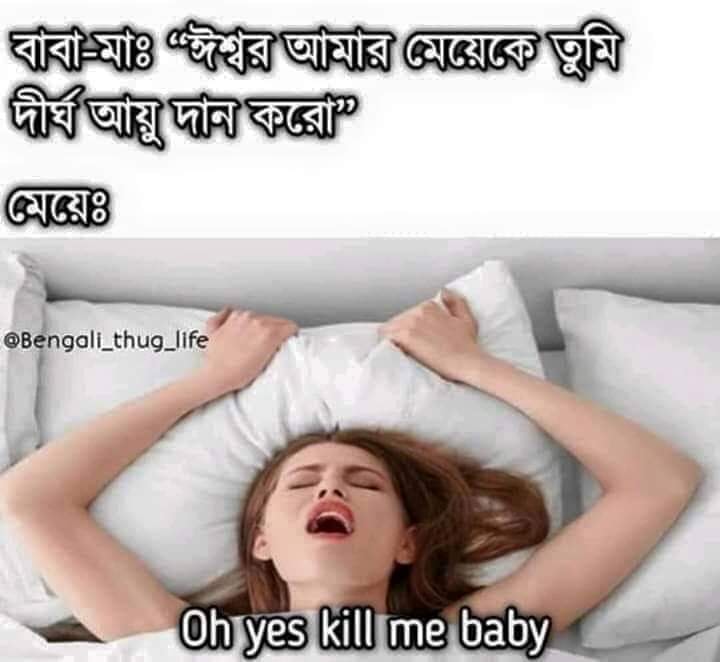 বাবা-মাঃ “ঈশ্বর আমার মেয়েকে তুমি
দীর্ঘ আয়ু দান করো”
মেয়েঃ
@Bengali_thug_life
Oh yes kill me baby